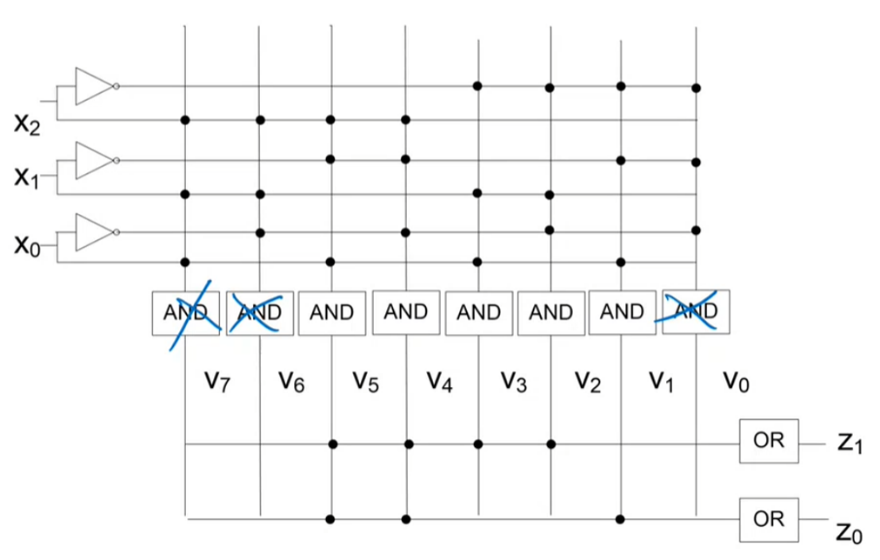 X₂
X₁
X₀
AND AND AND AND AND AND AND AND
V₇ V₆ V₅ V₄ V₃ V₂ V₁ V₀
OR Z₁
OR Z₀